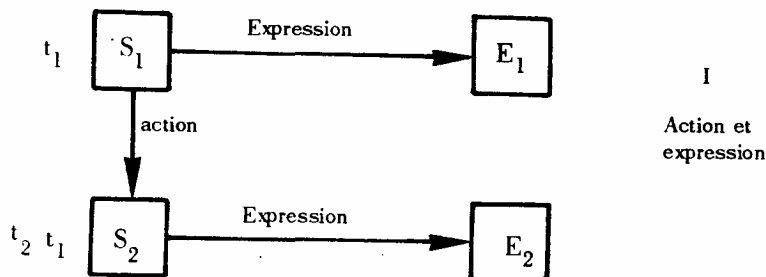 Expression
t₁ S₁ E₁
I
action
Action et
expression
Expression
t₂ t₁ S₂ E₂